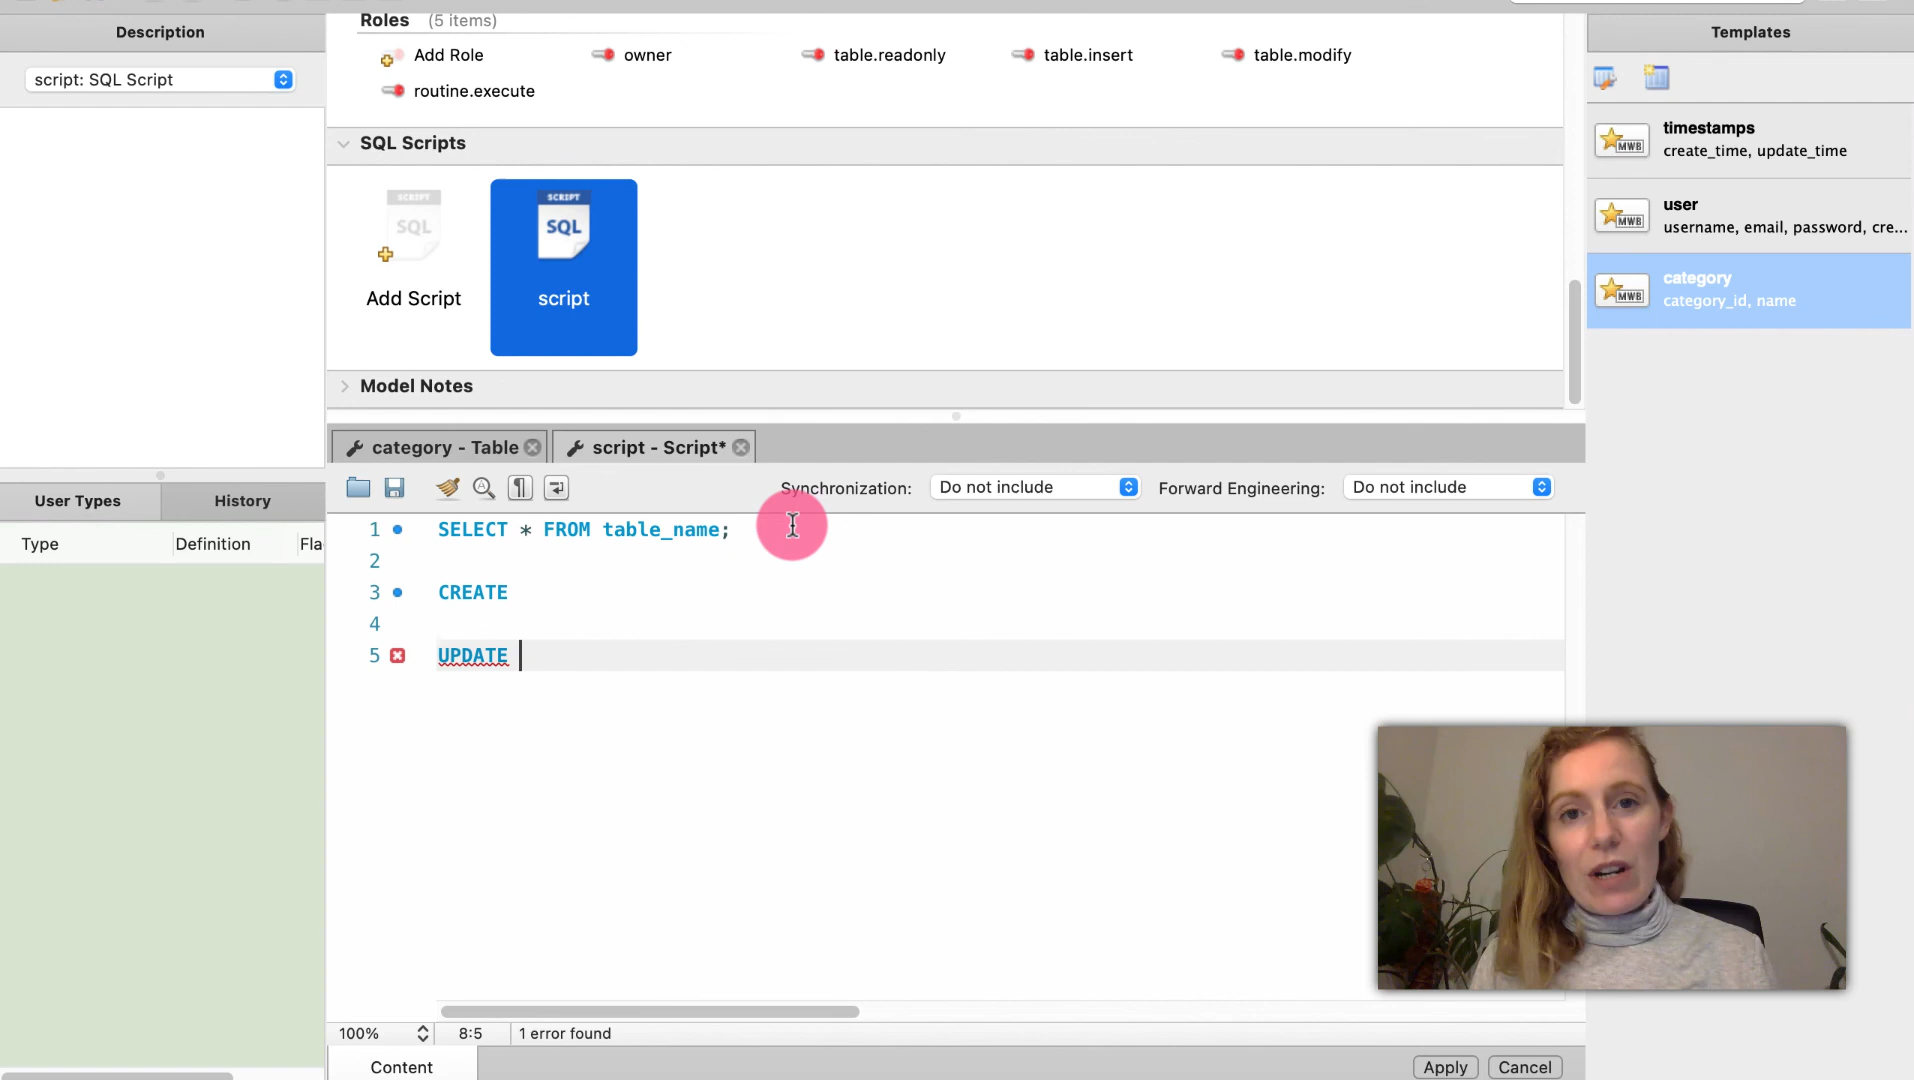 Description
script: SQL Script
Roles (5 items)
Add Role
owner
table.readonly
table.insert
table.modify
routine.execute
SQL Scripts
SCRIPT
SQL
Add Script
SCRIPT
SQL
script
Model Notes
Templates
MWB
timestamps
create_time, update_time
MWB
user
username, email, password, cre...
MWB
category
category_id, name
User Types
History
Type
Definition
Fla
category - Table
script - Script*
Synchronization:
Do not include
Forward Engineering:
Do not include
1 SELECT * FROM table_name;
2
3 CREATE
4
5 UPDATE
100%
8:5
1 error found
Content
Apply
Cancel